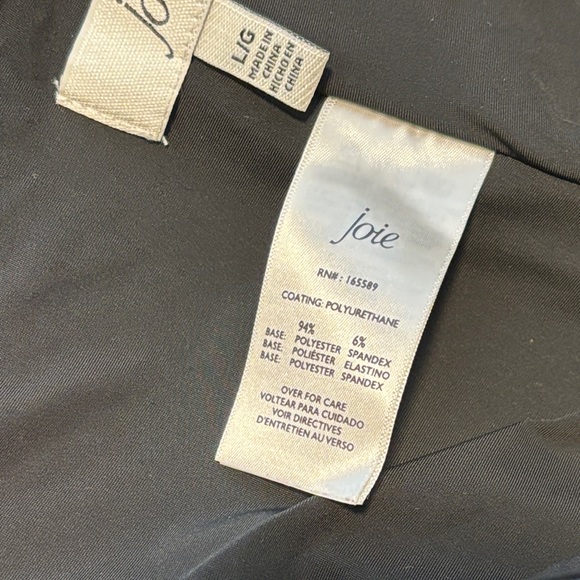 joie
L/G
MADE IN
CHINA
HICHO EN
CHINA
joie
RN#: 165589
COATING: POLYURETHANE
94% 6%
BASE: POLYESTER SPANDEX
BASE: POLIÉSTER ELASTINO
BASE: POLYESTER SPANDEX
OVER FOR CARE
VOLTEAR PARA CUIDADO
VOIR DIRECTIVES
D'ENTRETIEN AU VERSO